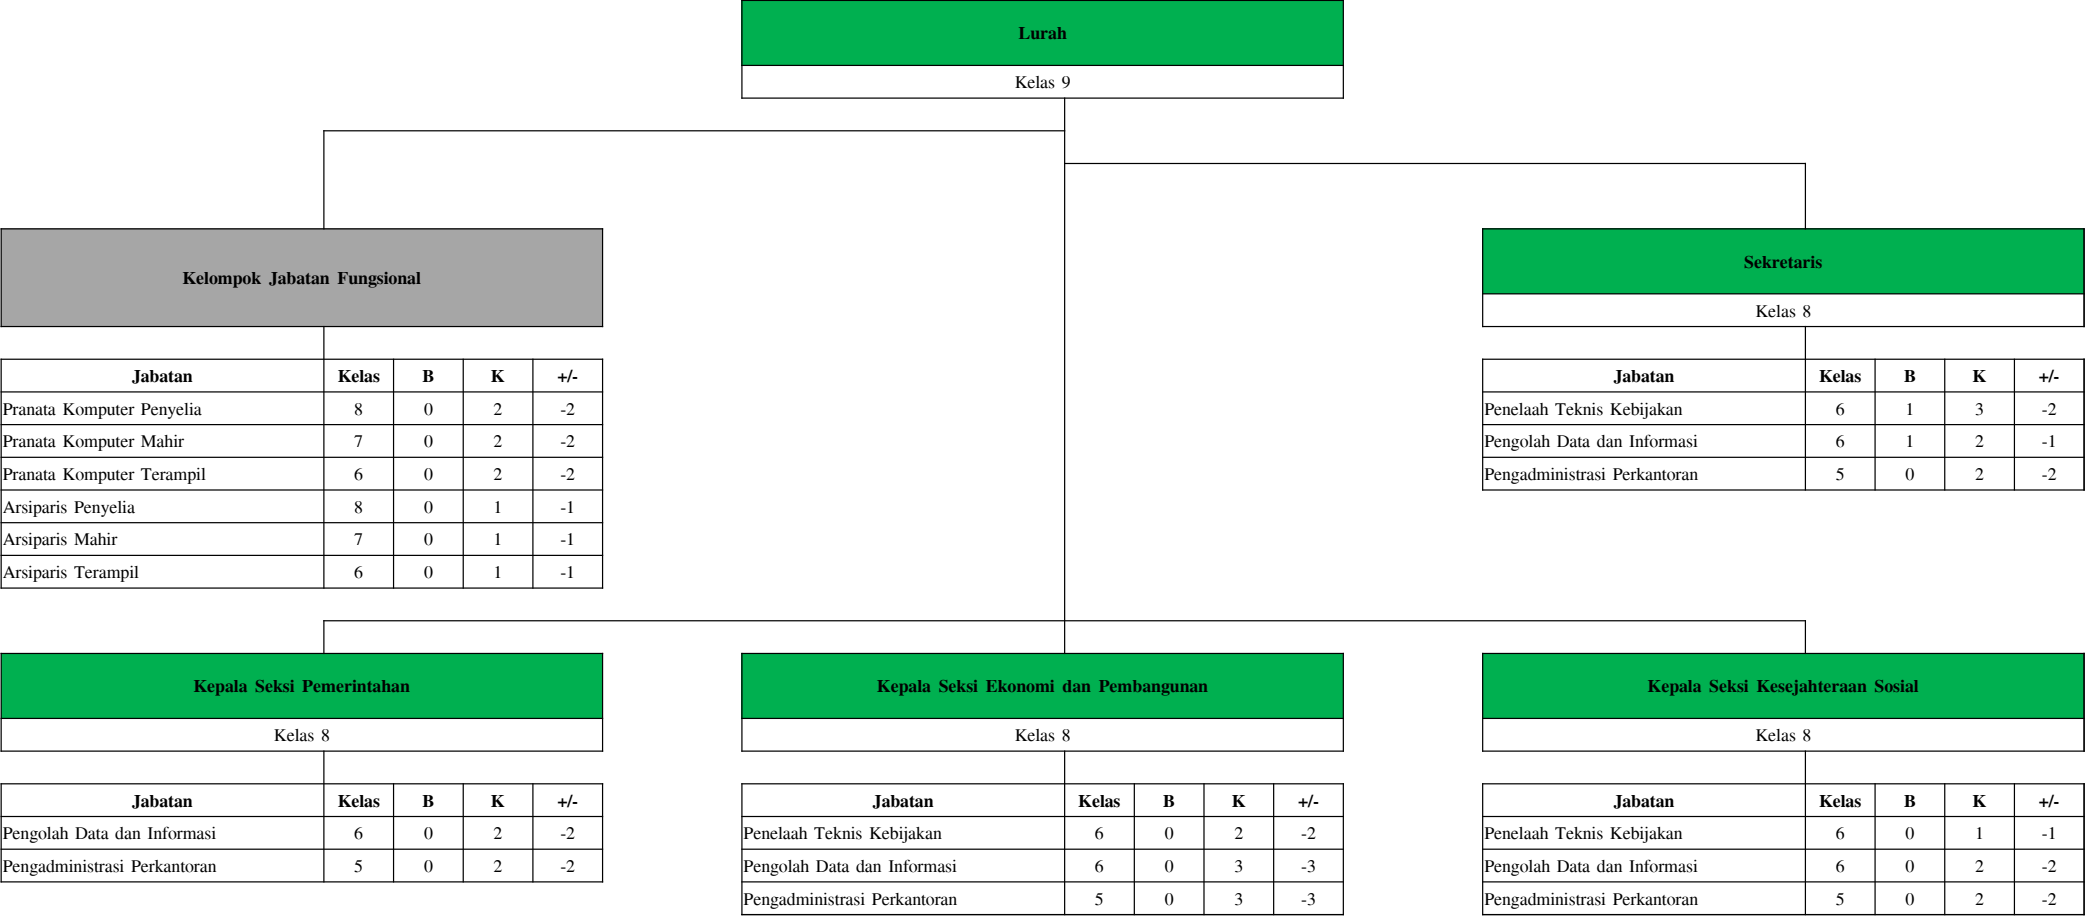 Lurah
Kelas 9
Kelompok Jabatan Fungsional
Jabatan Kelas B K +/-
Pranata Komputer Penyelia 8 0 2 -2
Pranata Komputer Mahir 7 0 2 -2
Pranata Komputer Terampil 6 0 2 -2
Arsiparis Penyelia 8 0 1 -1
Arsiparis Mahir 7 0 1 -1
Arsiparis Terampil 6 0 1 -1
Sekretaris
Kelas 8
Jabatan Kelas B K +/-
Penelaah Teknis Kebijakan 6 1 3 -2
Pengolah Data dan Informasi 6 1 2 -1
Pengadministrasi Perkantoran 5 0 2 -2
Kepala Seksi Pemerintahan
Kelas 8
Jabatan Kelas B K +/-
Pengolah Data dan Informasi 6 0 2 -2
Pengadministrasi Perkantoran 5 0 2 -2
Kepala Seksi Ekonomi dan Pembangunan
Kelas 8
Jabatan Kelas B K +/-
Penelaah Teknis Kebijakan 6 0 2 -2
Pengolah Data dan Informasi 6 0 3 -3
Pengadministrasi Perkantoran 5 0 3 -3
Kepala Seksi Kesejahteraan Sosial
Kelas 8
Jabatan Kelas B K +/-
Penelaah Teknis Kebijakan 6 0 1 -1
Pengolah Data dan Informasi 6 0 2 -2
Pengadministrasi Perkantoran 5 0 2 -2